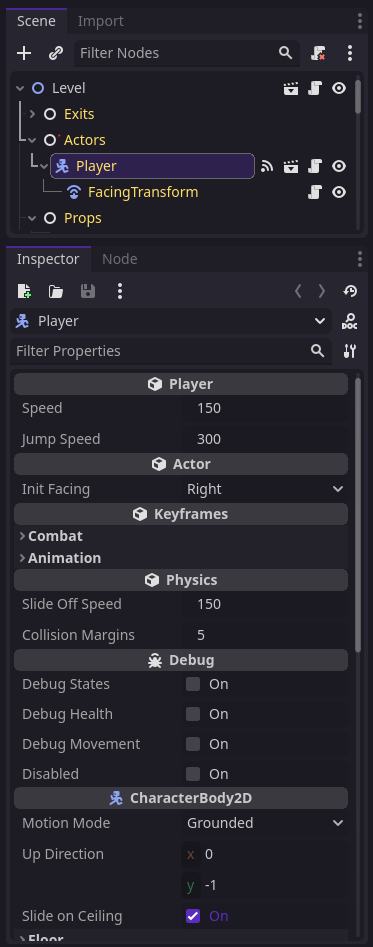 Scene Import
Filter Nodes
Level
Exits
Actors
Player
FacingTransform
Props
Inspector Node
Player DOC
Filter Properties
Player
Speed 150
Jump Speed 300
Actor
Init Facing Right
Keyframes
Combat
Animation
Physics
Slide Off Speed 150
Collision Margins 5
Debug
Debug States On
Debug Health On
Debug Movement On
Disabled On
CharacterBody2D
Motion Mode Grounded
Up Direction x 0
y -1
Slide on Ceiling On
Floor